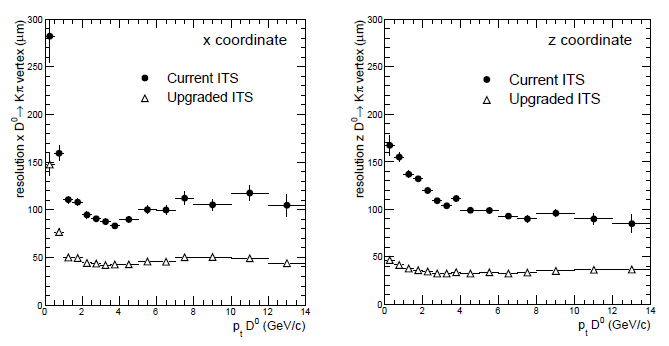 x coordinate
Current ITS
Upgraded ITS
resolution x D⁰→ Kπ vertex (μm)
300
250
200
150
100
50
0
0 2 4 6 8 10 12 14
pₜ D⁰ (GeV/c)
z coordinate
Current ITS
Upgraded ITS
resolution z D⁰→ Kπ vertex (μm)
300
250
200
150
100
50
0
0 2 4 6 8 10 12 14
pₜ D⁰ (GeV/c)